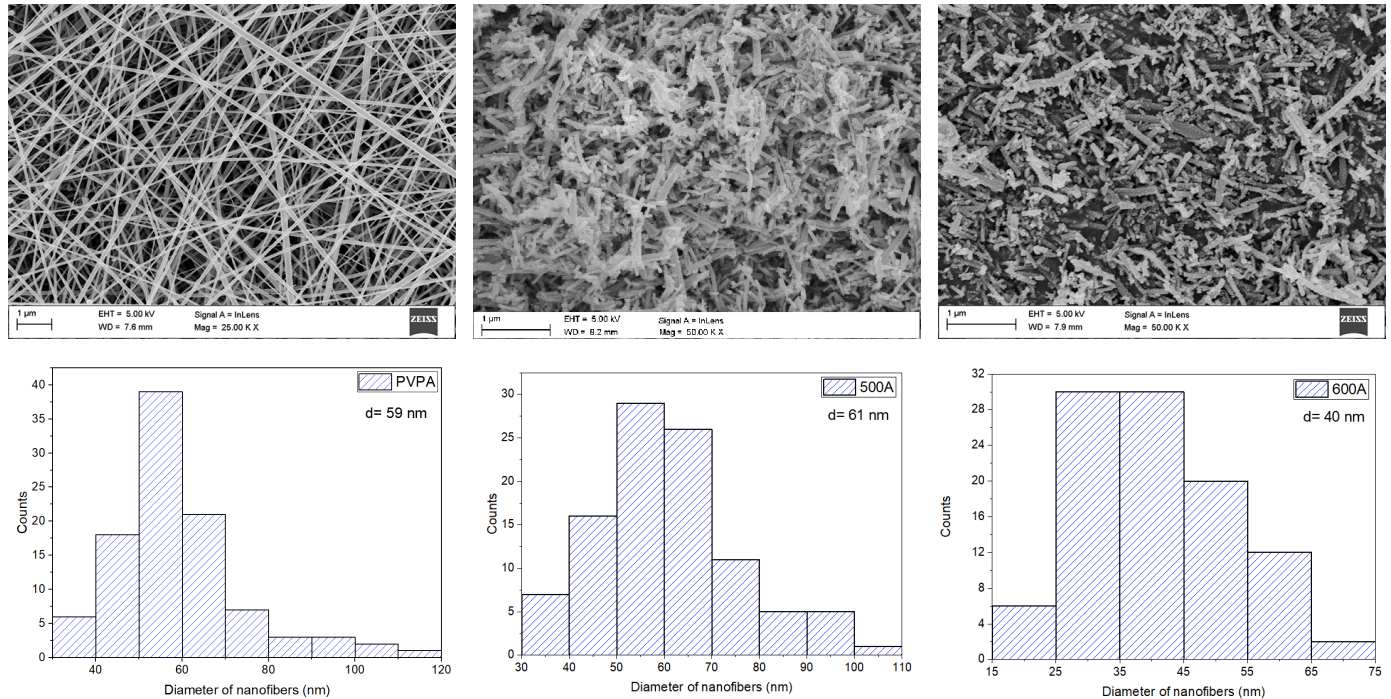 1 µm
EHT = 5.00 kV
WD = 7.6 mm
Signal A = InLens
Mag = 25.00 K X
ZEISS
1 µm
EHT = 5.00 kV
WD = 8.2 mm
Signal A = InLens
Mag = 50.00 K X
1 µm
EHT = 5.00 kV
WD = 7.9 mm
Signal A = InLens
Mag = 50.00 K X
ZEISS
PVPA
d= 59 nm
Counts
40
35
30
25
20
15
10
5
0
40 60 80 100 120
Diameter of nanofibers (nm)
500A
d= 61 nm
Counts
30
25
20
15
10
5
0
30 40 50 60 70 80 90 100 110
Diameter of nanofibers (nm)
600A
d= 40 nm
Counts
32
28
24
20
16
12
8
4
0
15 25 35 45 55 65 75
Diameter of nanofibers (nm)